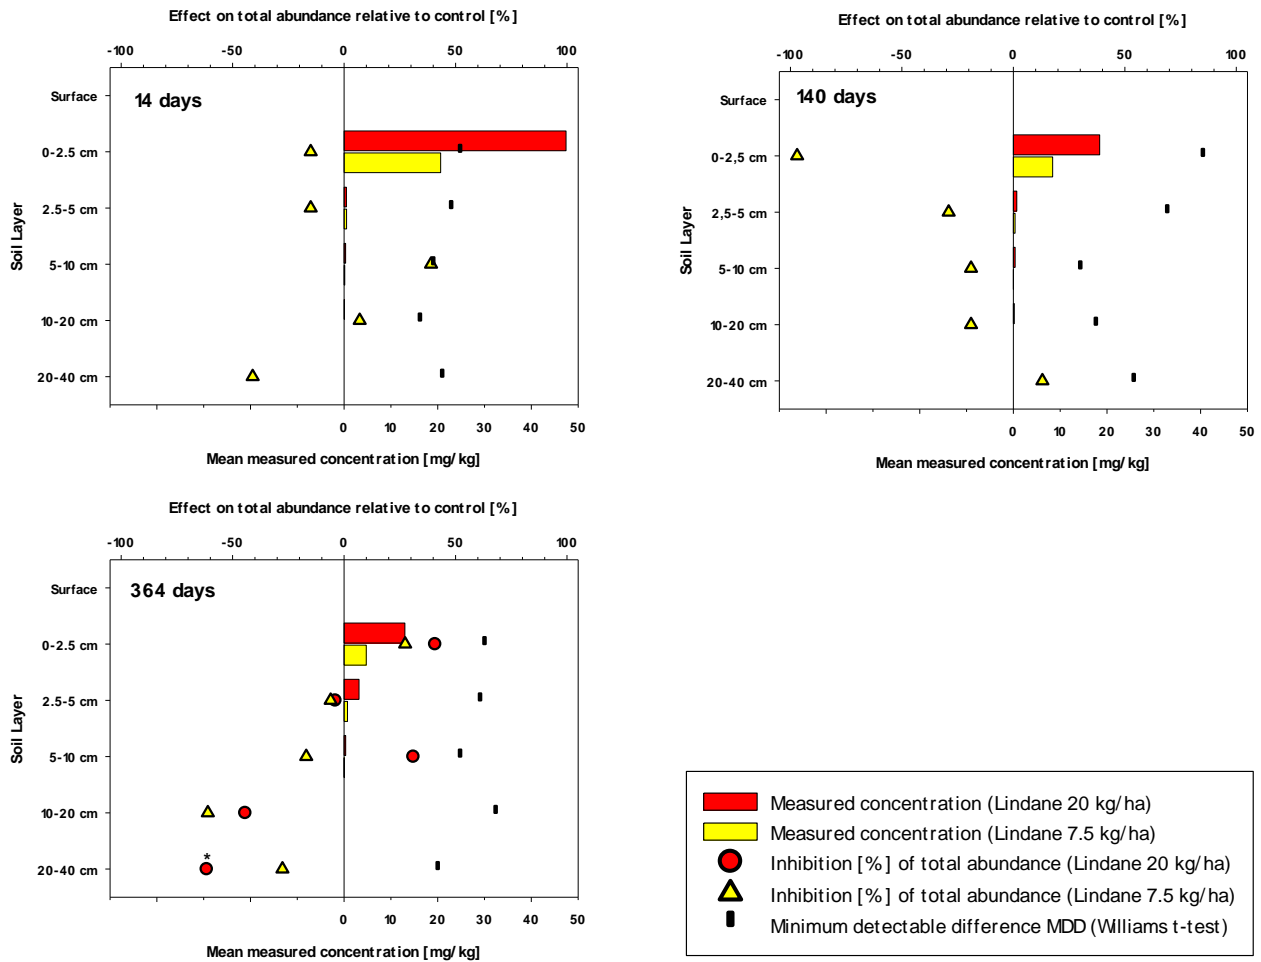 Effect on total abundance relative to control [%]
-100 -50 0 50 100
14 days
Soil Layer
Surface
0-2.5 cm
2.5-5 cm
5-10 cm
10-20 cm
20-40 cm
0 20 30 40 50
Mean measured concentration [mg/kg]
Effect on total abundance relative to control [%]
-100 -50 0 50 100
140 days
Soil Layer
Surface
0-2,5 cm
2,5-5 cm
5-10 cm
10-20 cm
20-40 cm
0 10 20 30 40 50
Mean measured concentration [mg/kg]
Effect on total abundance relative to control [%]
-100 -50 0 50 100
364 days
Soil Layer
Surface
0-2.5 cm
2.5-5 cm
5-10 cm
10-20 cm
*
20-40 cm
0 10 20 30 40 50
Mean measured concentration [mg/kg]
Measured concentration (Lindane 20 kg/ha)
Measured concentration (Lindane 7.5 kg/ha)
Inhibition [%] of total abundance (Lindane 20 kg/ha)
Inhibition [%] of total abundance (Lindane 7.5 kg/ha)
Minimum detectable difference MDD (Williams t-test)